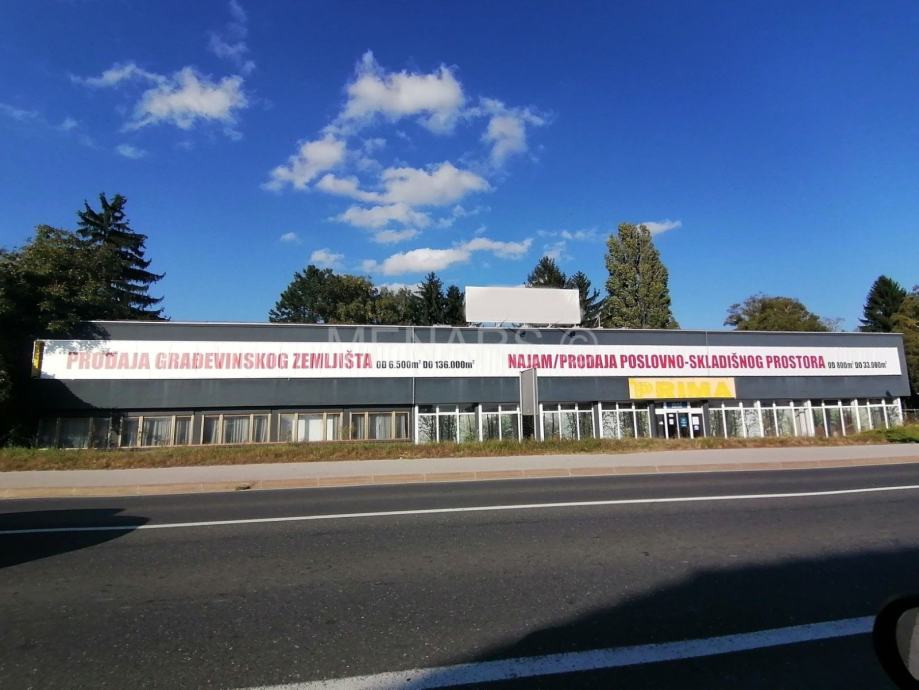 PRODAJA GRAĐEVINSKOG ZEMLJIŠTA OD 6.500m² DO 136.000m² NAJAM/PRODAJA POSLOVNO-SKLADIŠNOG PROSTORA OD 800m² DO 33.000m²
MENARS ©
PRIMA